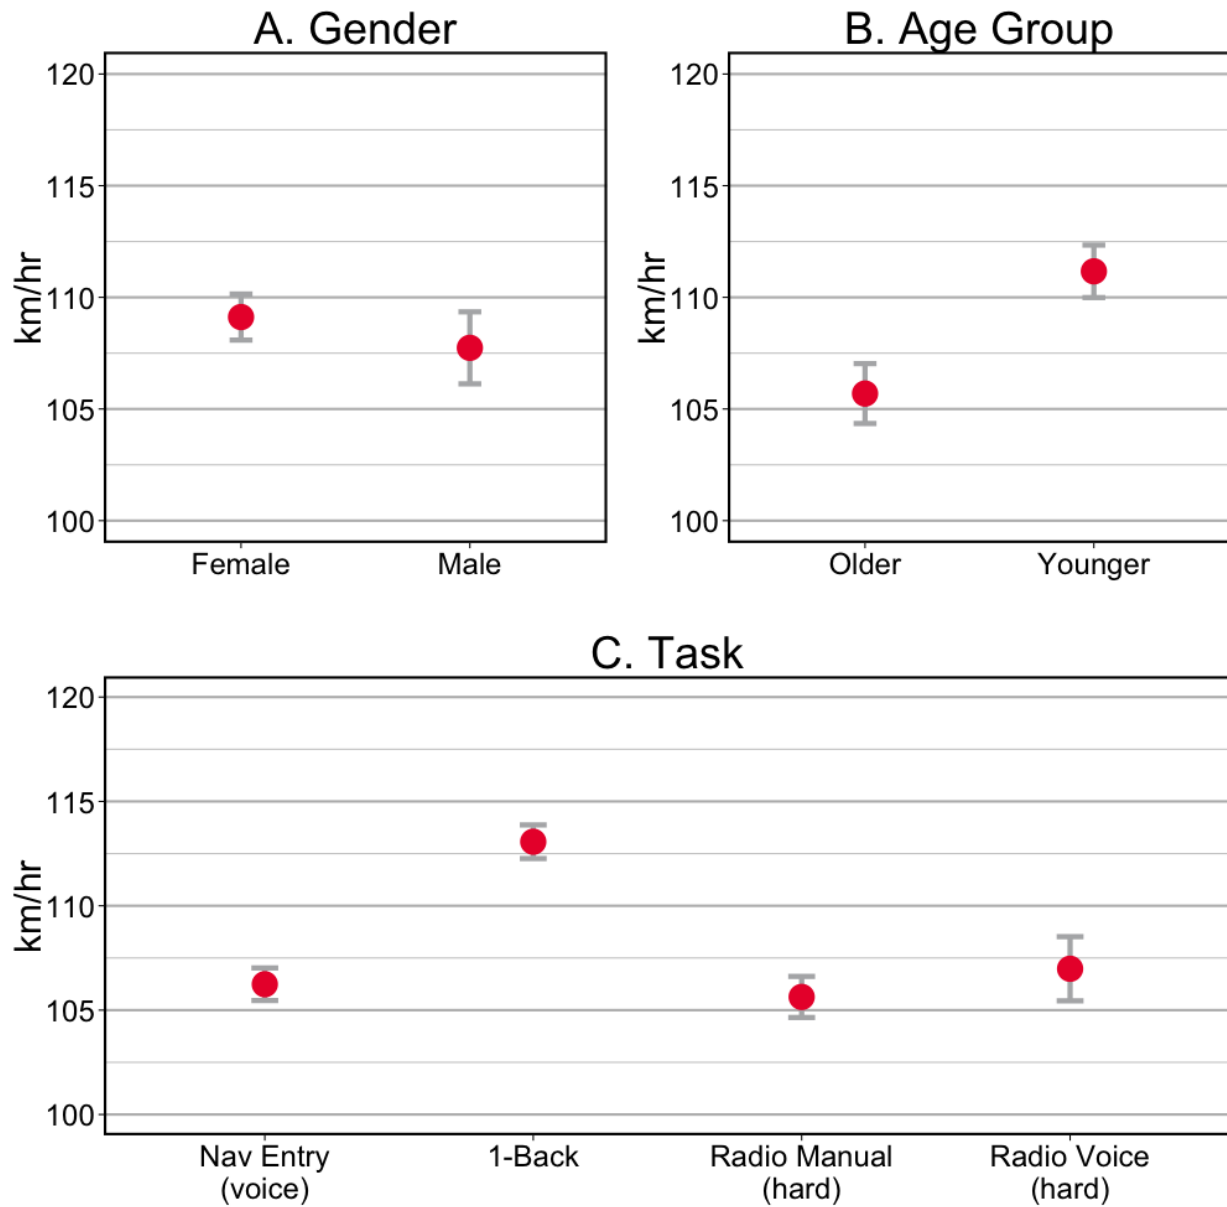 A. Gender
120
115
110
105
100
km/hr
Female
Male
B. Age Group
120
115
110
105
100
km/hr
Older
Younger
C. Task
120
115
110
105
100
km/hr
Nav Entry
(voice)
1-Back
Radio Manual
(hard)
Radio Voice
(hard)